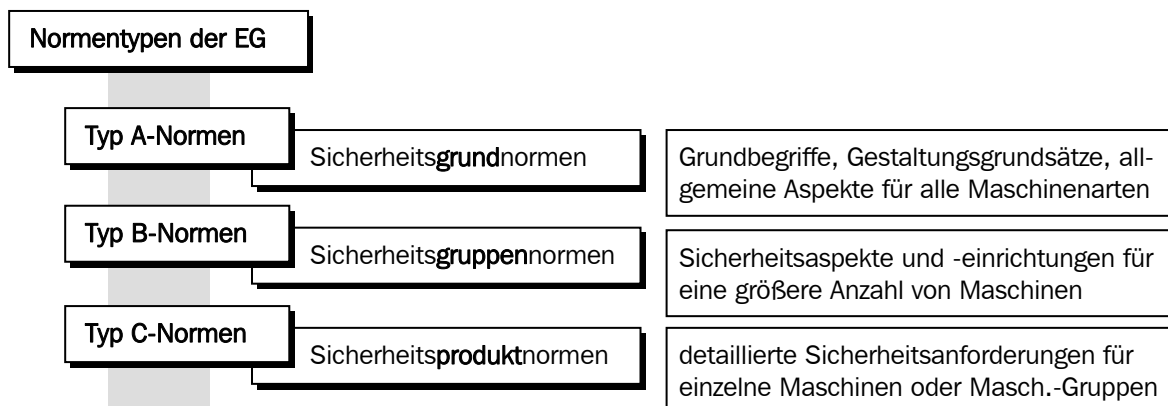 Normentypen der EG
Typ A-Normen
Sicherheitsgrundnormen
Grundbegriffe, Gestaltungsgrundsätze, all-
gemeine Aspekte für alle Maschinenarten
Typ B-Normen
Sicherheitsgruppennormen
Sicherheitsaspekte und -einrichtungen für
eine größere Anzahl von Maschinen
Typ C-Normen
Sicherheitsproduktnormen
detaillierte Sicherheitsanforderungen für
einzelne Maschinen oder Masch.-Gruppen